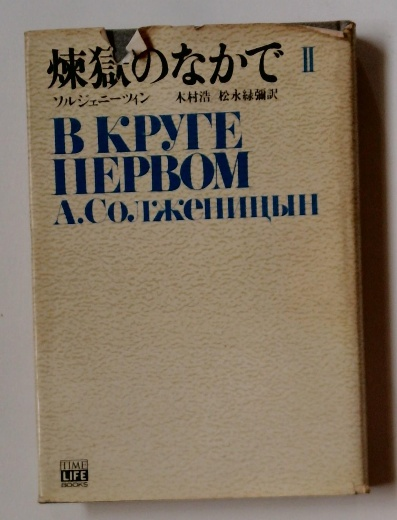 煉獄のなかで II
ソルジェニーツィン 木村浩 松永緑彌訳
В КРУГЕ
ПЕРВОМ
А.Солженицын
TIME
LIFE
BOOKS